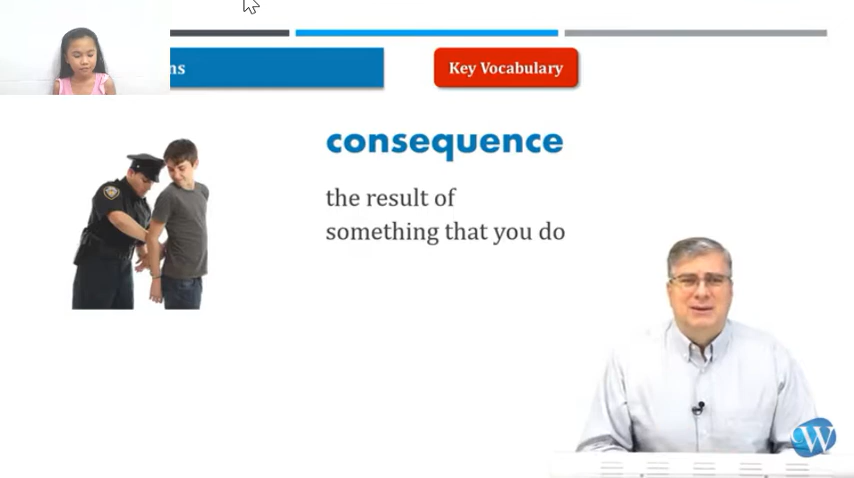 ns
Key Vocabulary
consequence
the result of
something that you do
W